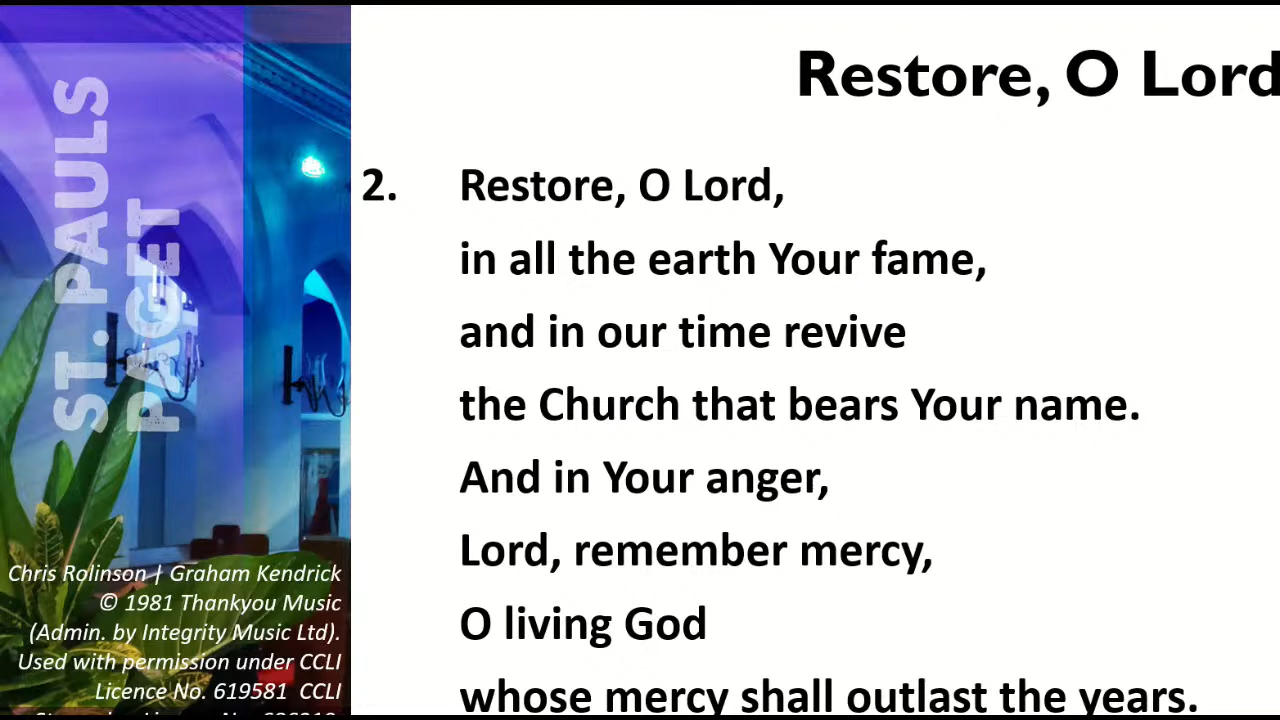 Restore, O Lord
2. Restore, O Lord,
in all the earth Your fame,
and in our time revive
the Church that bears Your name.
And in Your anger,
Lord, remember mercy,
O living God
whose mercy shall outlast the years.
ST. PAULS
PAGET
Chris Rolinson / Graham Kendrick
© 1981 Thankyou Music
(Admin. by Integrity Music Ltd).
Used with permission under CCLI
Licence No. 619581 CCLI